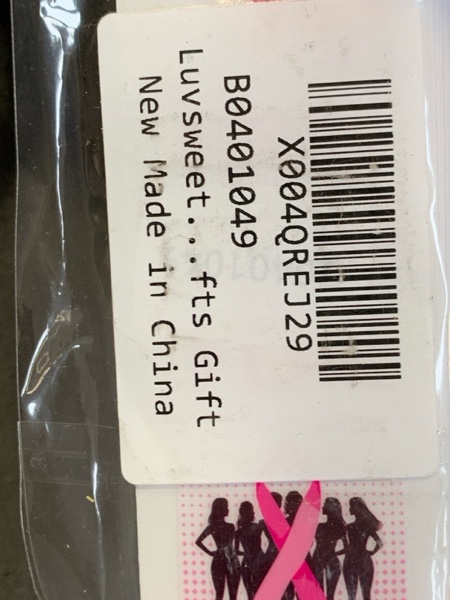 X004QREJ29
B0401049
Luvsweet...fts Gift
New Made in China